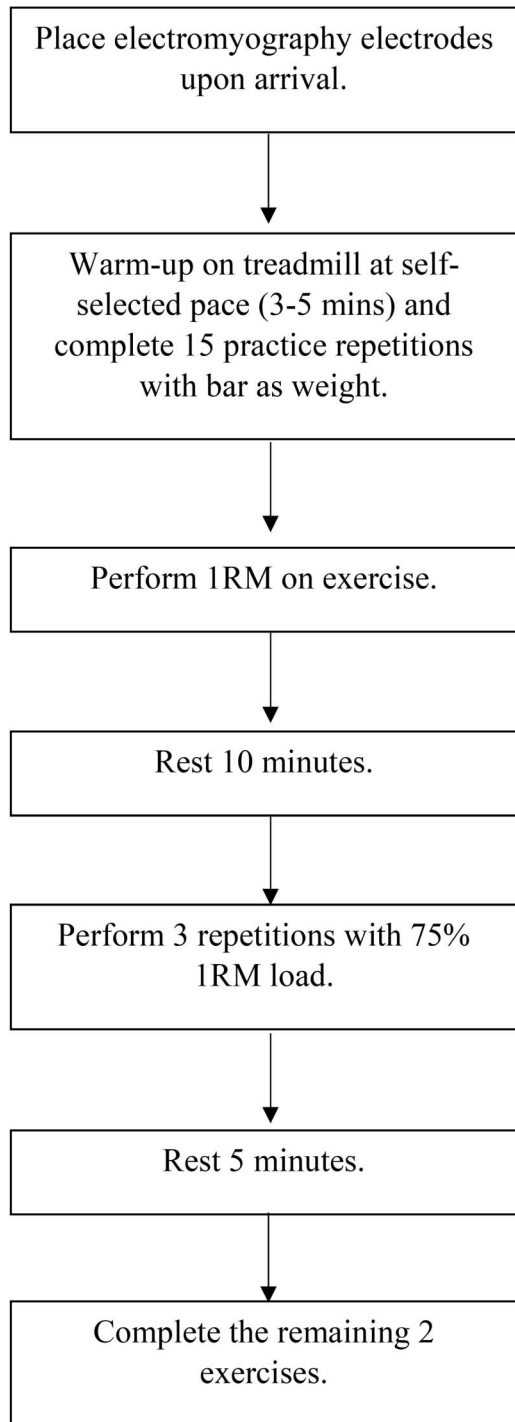 Place electromyography electrodes
upon arrival.
Warm-up on treadmill at self-
selected pace (3-5 mins) and
complete 15 practice repetitions
with bar as weight.
Perform 1RM on exercise.
Rest 10 minutes.
Perform 3 repetitions with 75%
1RM load.
Rest 5 minutes.
Complete the remaining 2
exercises.